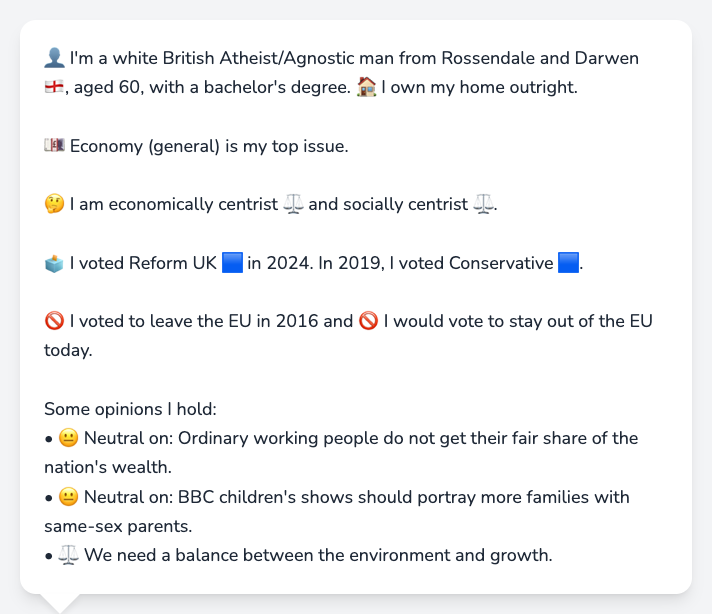 👤 I'm a white British Atheist/Agnostic man from Rossendale and Darwen
🏴󠁧󠁢󠁥󠁮󠁧󠁿, aged 60, with a bachelor's degree. 🏠 I own my home outright.
💷 Economy (general) is my top issue.
🤔 I am economically centrist ⚖️ and socially centrist ⚖️.
🗳️ I voted Reform UK 🟦 in 2024. In 2019, I voted Conservative 🟦.
🚫 I voted to leave the EU in 2016 and 🚫 I would vote to stay out of the EU
today.
Some opinions I hold:
• 😐 Neutral on: Ordinary working people do not get their fair share of the
nation's wealth.
• 😐 Neutral on: BBC children's shows should portray more families with
same-sex parents.
• ⚖️ We need a balance between the environment and growth.